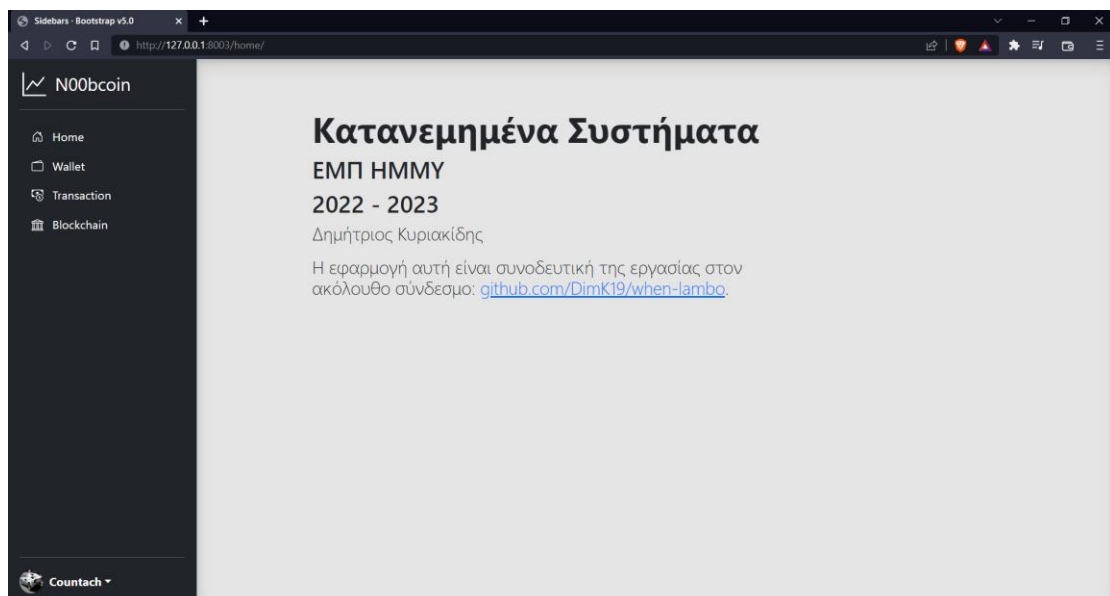 Sidebars · Bootstrap v5.0
http://127.0.0.1:8003/home/
N00bcoin
Home
Wallet
Transaction
Blockchain
Countach
Κατανεμημένα Συστήματα
ΕΜΠ ΗΜΜΥ
2022 - 2023
Δημήτριος Κυριακίδης
Η εφαρμογή αυτή είναι συνοδευτική της εργασίας στον
ακόλουθο σύνδεσμο: github.com/DimK19/when-lambo.